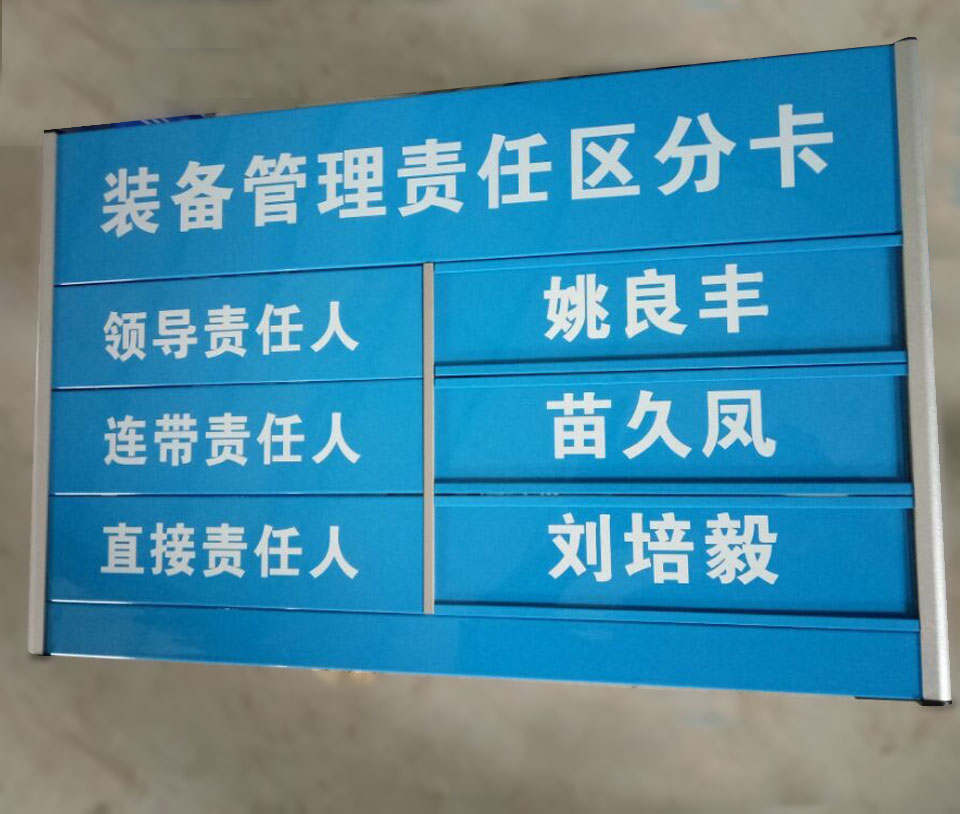 装备管理责任区分卡
领导责任人 姚良丰
连带责任人 苗久凤
直接责任人 刘培毅